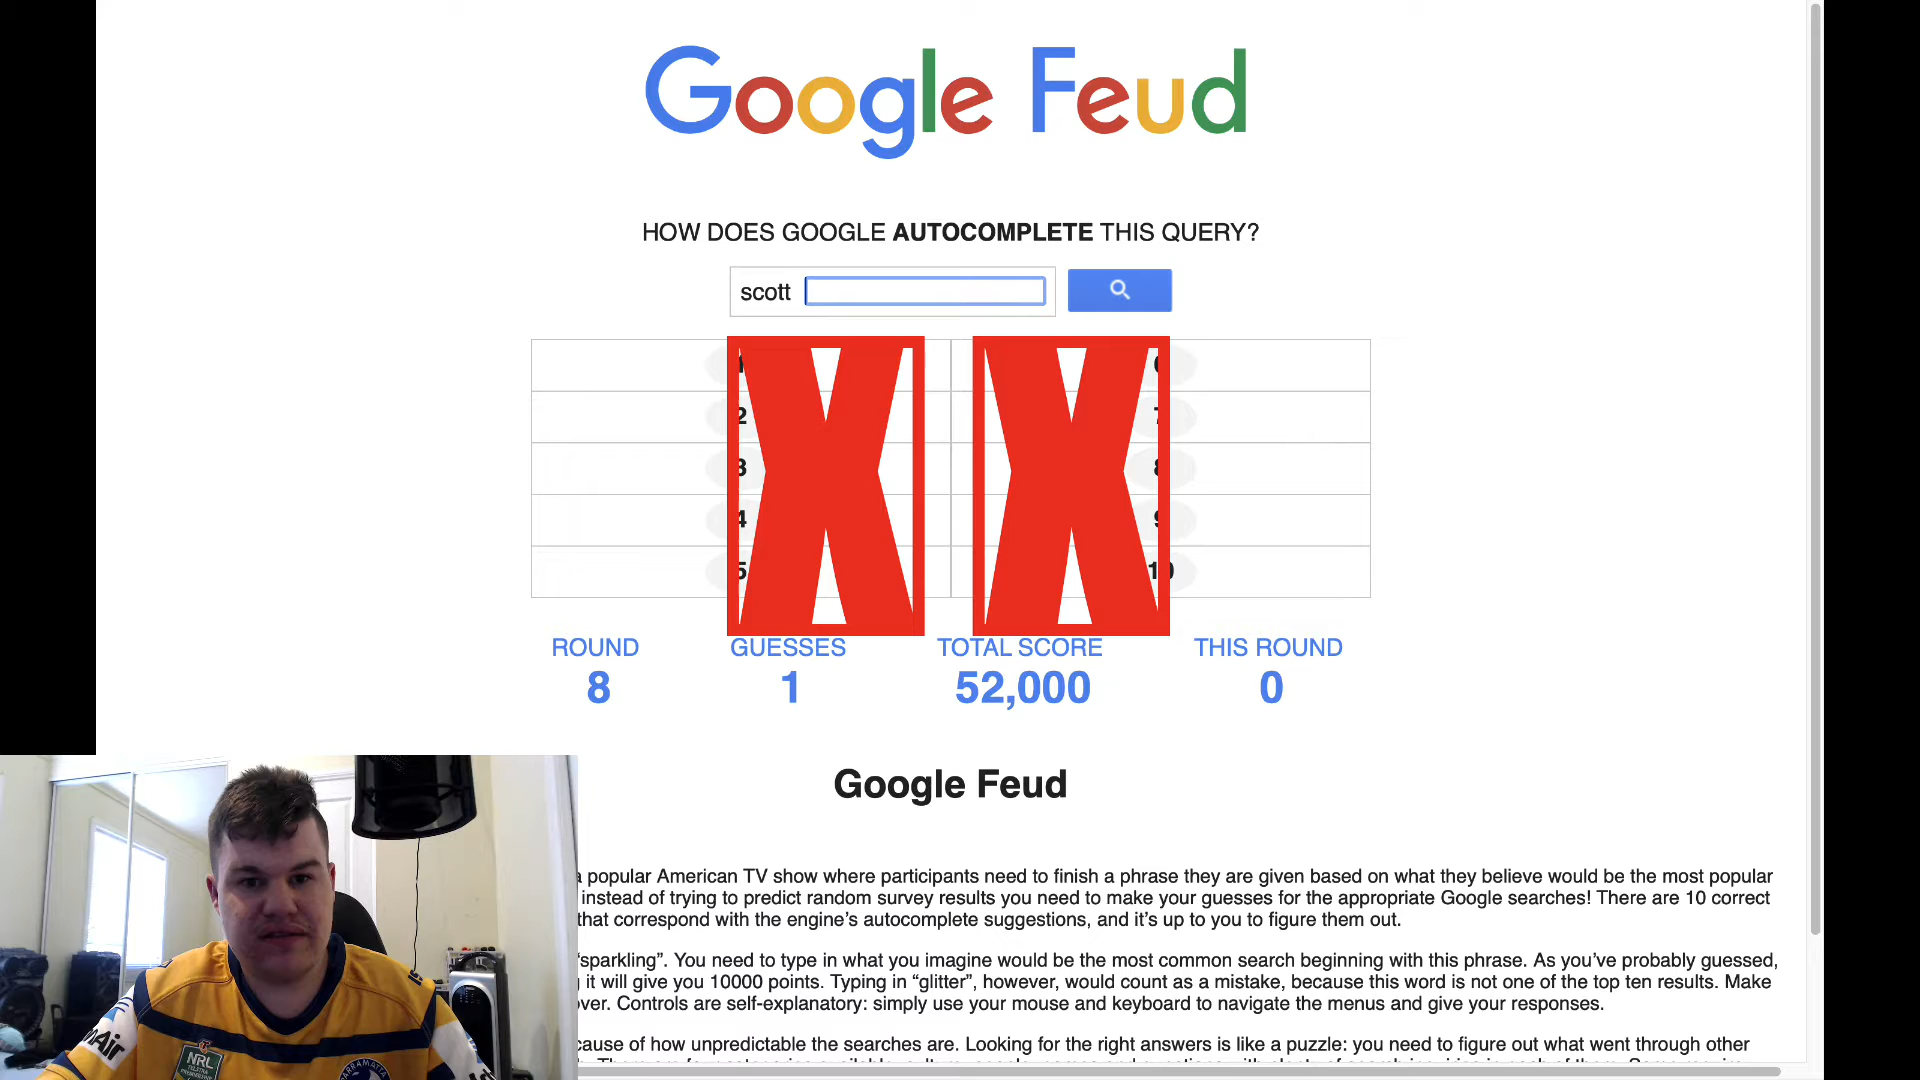 Google Feud
HOW DOES GOOGLE AUTOCOMPLETE THIS QUERY?
scott
X X
2
3
4
5
10
ROUND GUESSES TOTAL SCORE THIS ROUND
8 1 52,000 0
Google Feud
a popular American TV show where participants need to finish a phrase they are given based on what they believe would be the most popular
instead of trying to predict random survey results you need to make your guesses for the appropriate Google searches! There are 10 correct
that correspond with the engine's autocomplete suggestions, and it's up to you to figure them out.
“sparkling”. You need to type in what you imagine would be the most common search beginning with this phrase. As you've probably guessed,
it will give you 10000 points. Typing in “glitter”, however, would count as a mistake, because this word is not one of the top ten results. Make
over. Controls are self-explanatory: simply use your mouse and keyboard to navigate the menus and give your responses.
cause of how unpredictable the searches are. Looking for the right answers is like a puzzle: you need to figure out what went through other
NRL
TELSTRA
PREMIERSHIP
PARRAMATTA